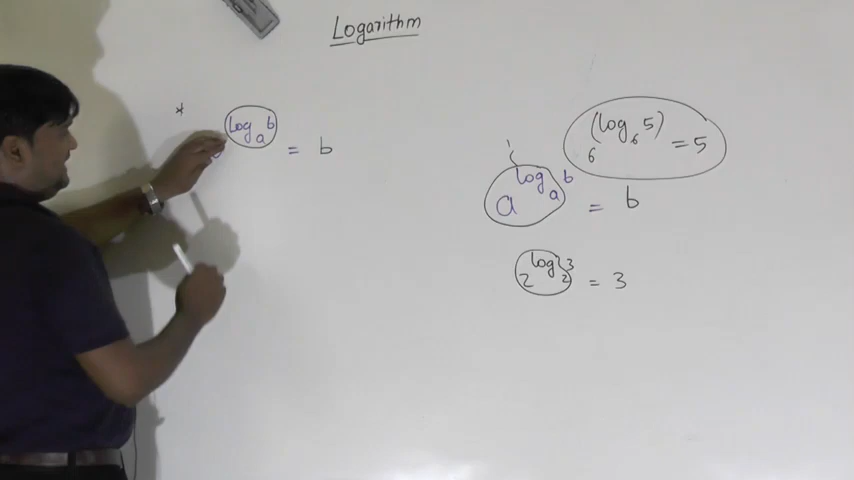 Logarithm
* log_a b = b
6^(log_6 5) = 5
a^log_a b = b
2^log_2 3 = 3